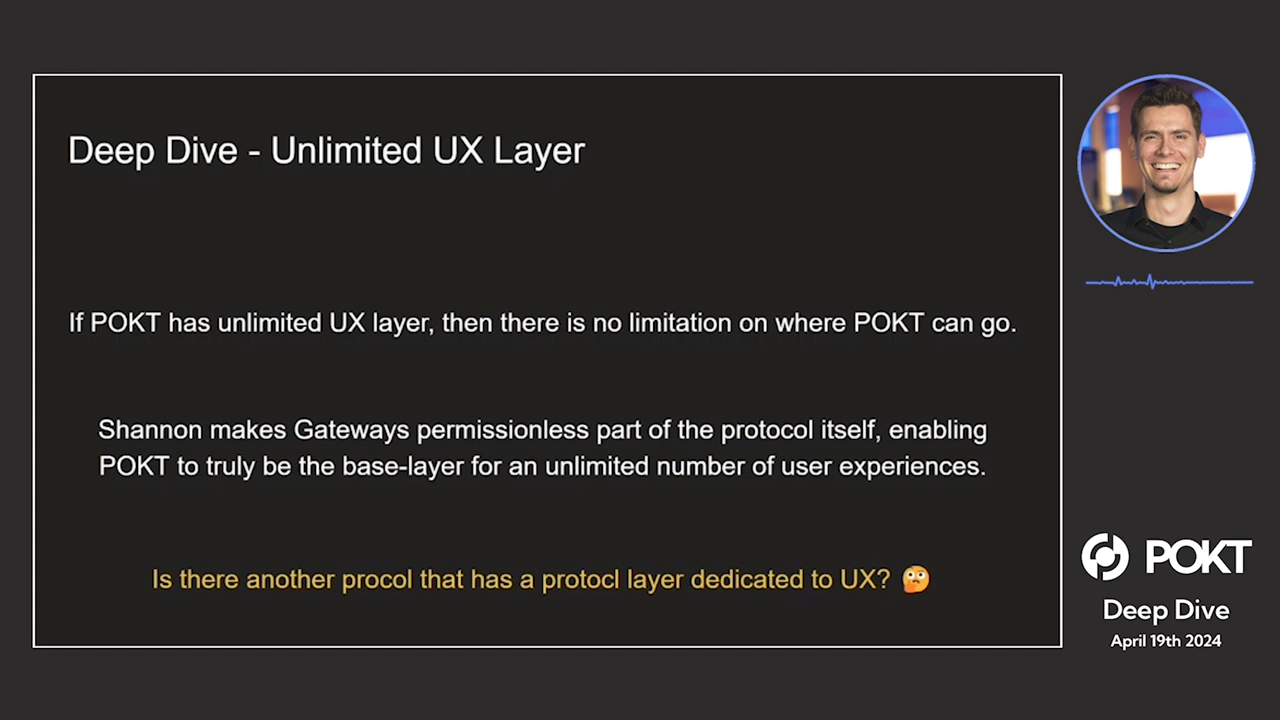 Deep Dive - Unlimited UX Layer
If POKT has unlimited UX layer, then there is no limitation on where POKT can go.
Shannon makes Gateways permissionless part of the protocol itself, enabling
POKT to truly be the base-layer for an unlimited number of user experiences.
Is there another procol that has a protocl layer dedicated to UX? 🤔
POKT
Deep Dive
April 19th 2024